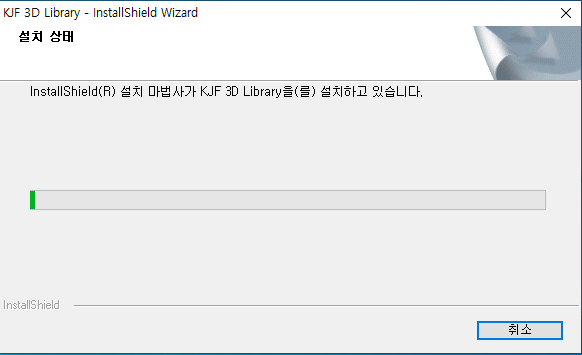 KJF 3D Library - InstallShield Wizard
설치 상태
InstallShield(R) 설치 마법사가 KJF 3D Library을(를) 설치하고 있습니다.
InstallShield
취소